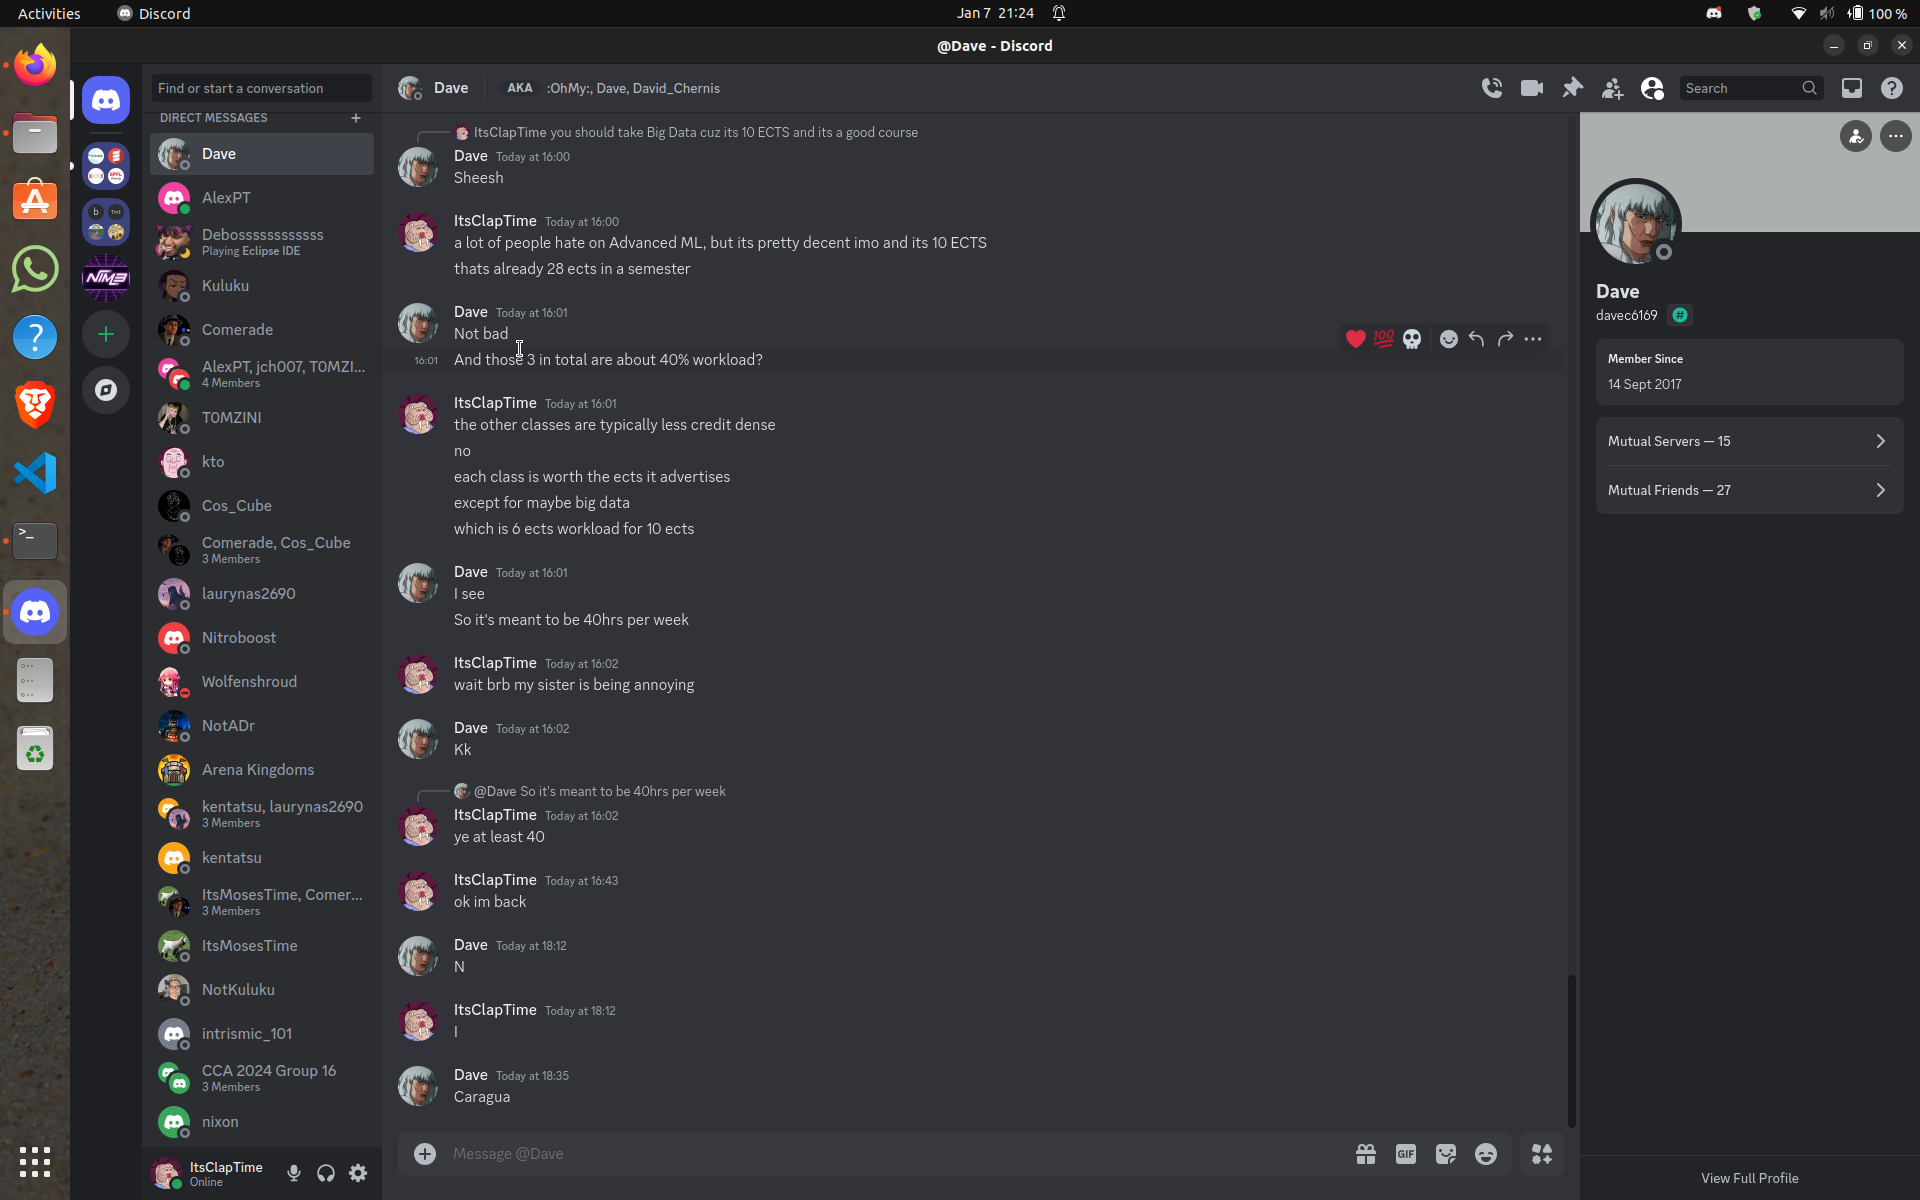 Activities
Discord
Jan 7 21:24
100 %
@Dave - Discord
Find or start a conversation
DIRECT MESSAGES
Dave
AlexPT
Debosssssssssssss
Playing Eclipse IDE
Kuluku
Comerade
AlexPT, jch007, T0MZI...
4 Members
T0MZINI
kto
Cos_Cube
Comerade, Cos_Cube
3 Members
laurynas2690
Nitroboost
Wolfenshroud
NotADr
Arena Kingdoms
kentatsu, laurynas2690
3 Members
kentatsu
ItsMosesTime, Comer...
3 Members
ItsMosesTime
NotKuluku
intrismic_101
CCA 2024 Group 16
3 Members
nixon
ItsClapTime
Online
Dave
AKA :OhMy:, Dave, David_Chernis
Search
ItsClapTime you should take Big Data cuz its 10 ECTS and its a good course
Dave Today at 16:00
Sheesh
ItsClapTime Today at 16:00
a lot of people hate on Advanced ML, but its pretty decent imo and its 10 ECTS
thats already 28 ects in a semester
Dave Today at 16:01
Not bad
16:01 And those 3 in total are about 40% workload?
ItsClapTime Today at 16:01
the other classes are typically less credit dense
no
each class is worth the ects it advertises
except for maybe big data
which is 6 ects workload for 10 ects
Dave Today at 16:01
I see
So it's meant to be 40hrs per week
ItsClapTime Today at 16:02
wait brb my sister is being annoying
Dave Today at 16:02
Kk
@Dave So it's meant to be 40hrs per week
ItsClapTime Today at 16:02
ye at least 40
ItsClapTime Today at 16:43
ok im back
Dave Today at 18:12
N
ItsClapTime Today at 18:12
I
Dave Today at 18:35
Caragua
Message @Dave
GIF
Dave
davec6169
Member Since
14 Sept 2017
Mutual Servers — 15
Mutual Friends — 27
View Full Profile